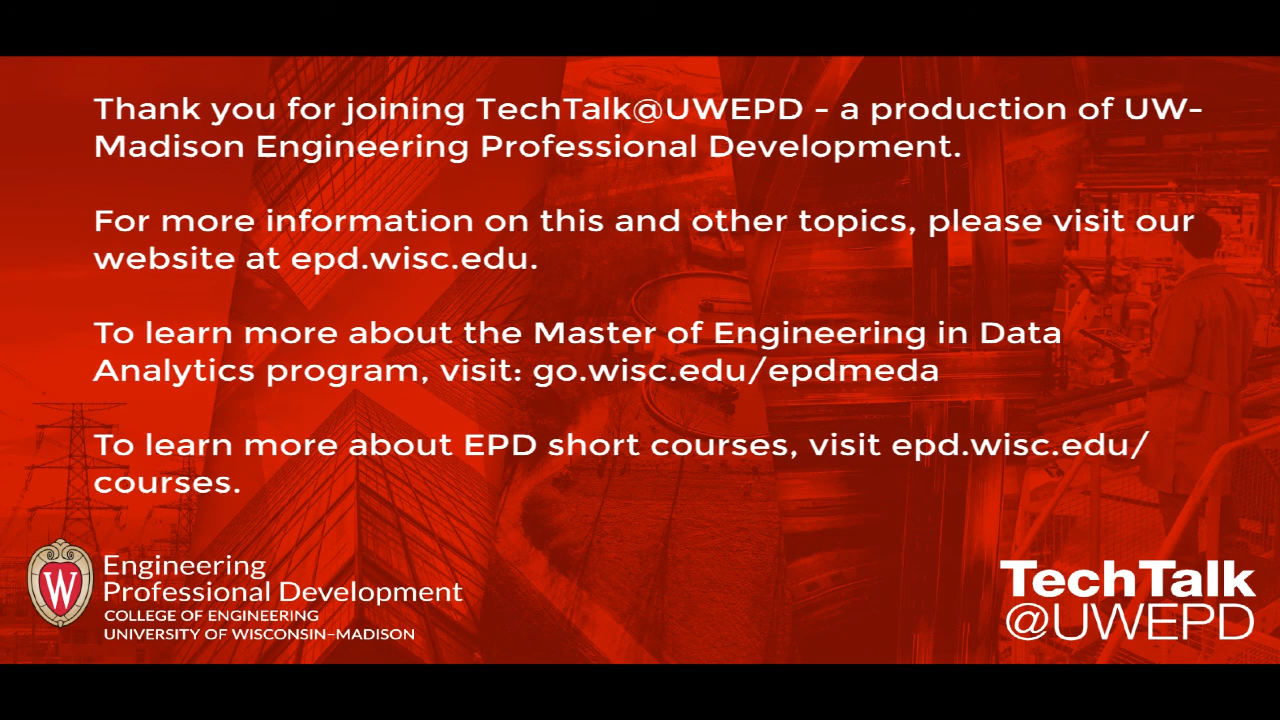 Thank you for joining TechTalk@UWEPD - a production of UW-
Madison Engineering Professional Development.
For more information on this and other topics, please visit our
website at epd.wisc.edu.
To learn more about the Master of Engineering in Data
Analytics program, visit: go.wisc.edu/epdmeda
To learn more about EPD short courses, visit epd.wisc.edu/
courses.
W
Engineering
Professional Development
COLLEGE OF ENGINEERING
UNIVERSITY OF WISCONSIN–MADISON
TechTalk
@UWEPD